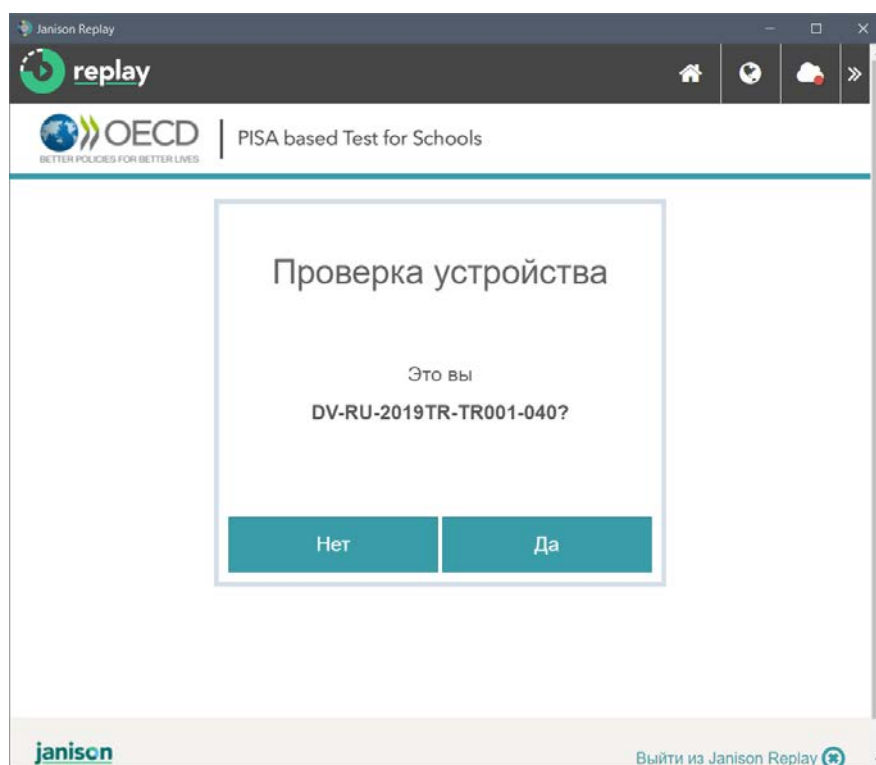 Janison Replay
replay
OECD
BETTER POLICIES FOR BETTER LIVES
PISA based Test for Schools
Проверка устройства
Это вы
DV-RU-2019TR-TR001-040?
Нет
Да
janison
Выйти из Janison Replay